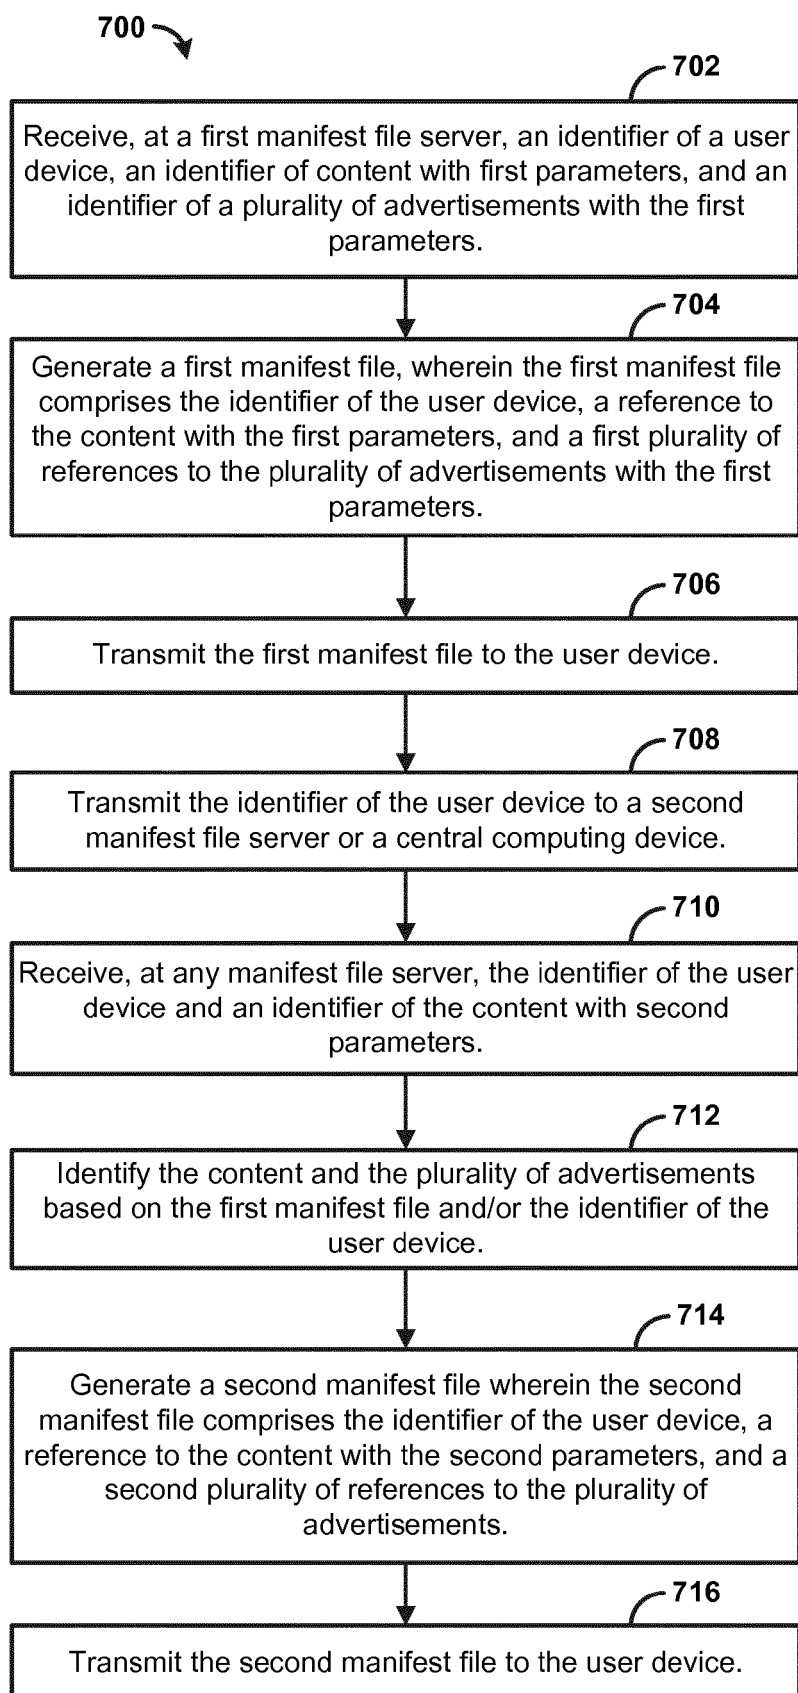 700
702
Receive, at a first manifest file server, an identifier of a user
device, an identifier of content with first parameters, and an
identifier of a plurality of advertisements with the first
parameters.
704
Generate a first manifest file, wherein the first manifest file
comprises the identifier of the user device, a reference to
the content with the first parameters, and a first plurality of
references to the plurality of advertisements with the first
parameters.
706
Transmit the first manifest file to the user device.
708
Transmit the identifier of the user device to a second
manifest file server or a central computing device.
710
Receive, at any manifest file server, the identifier of the user
device and an identifier of the content with second
parameters.
712
Identify the content and the plurality of advertisements
based on the first manifest file and/or the identifier of the
user device.
714
Generate a second manifest file wherein the second
manifest file comprises the identifier of the user device, a
reference to the content with the second parameters, and a
second plurality of references to the plurality of
advertisements.
716
Transmit the second manifest file to the user device.